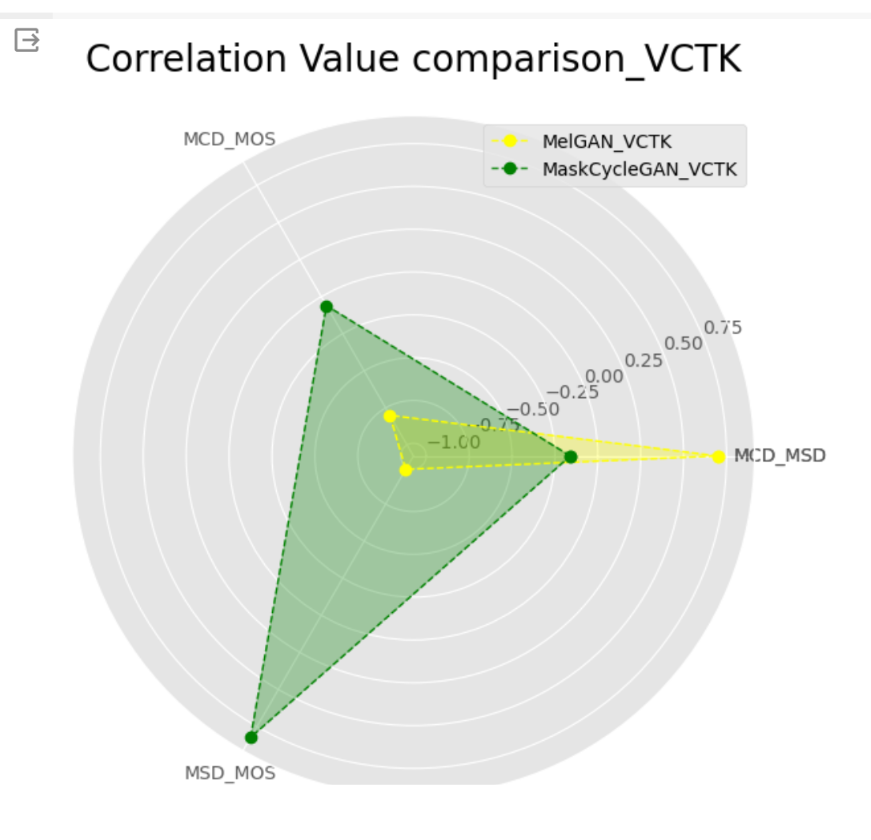 Correlation Value comparison_VCTK
MCD_MOS
MelGAN_VCTK
MaskCycleGAN_VCTK
0.75
0.50
0.25
0.00
−0.25
−0.50
−0.75
−1.00
MCD_MSD
MSD_MOS